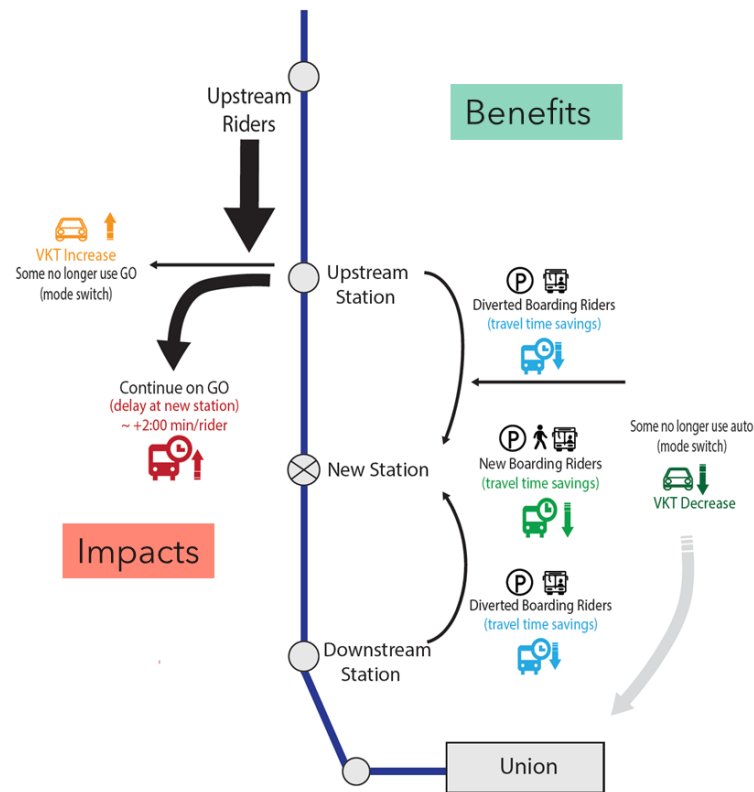 Benefits
Upstream
Riders
VKT Increase
Some no longer use GO
(mode switch)
Upstream
Station
P
Diverted Boarding Riders
(travel time savings)
Continue on GO
(delay at new station)
~ +2:00 min/rider
New Station
P
New Boarding Riders
(travel time savings)
Some no longer use auto
(mode switch)
VKT Decrease
Impacts
P
Diverted Boarding Riders
(travel time savings)
Downstream
Station
Union